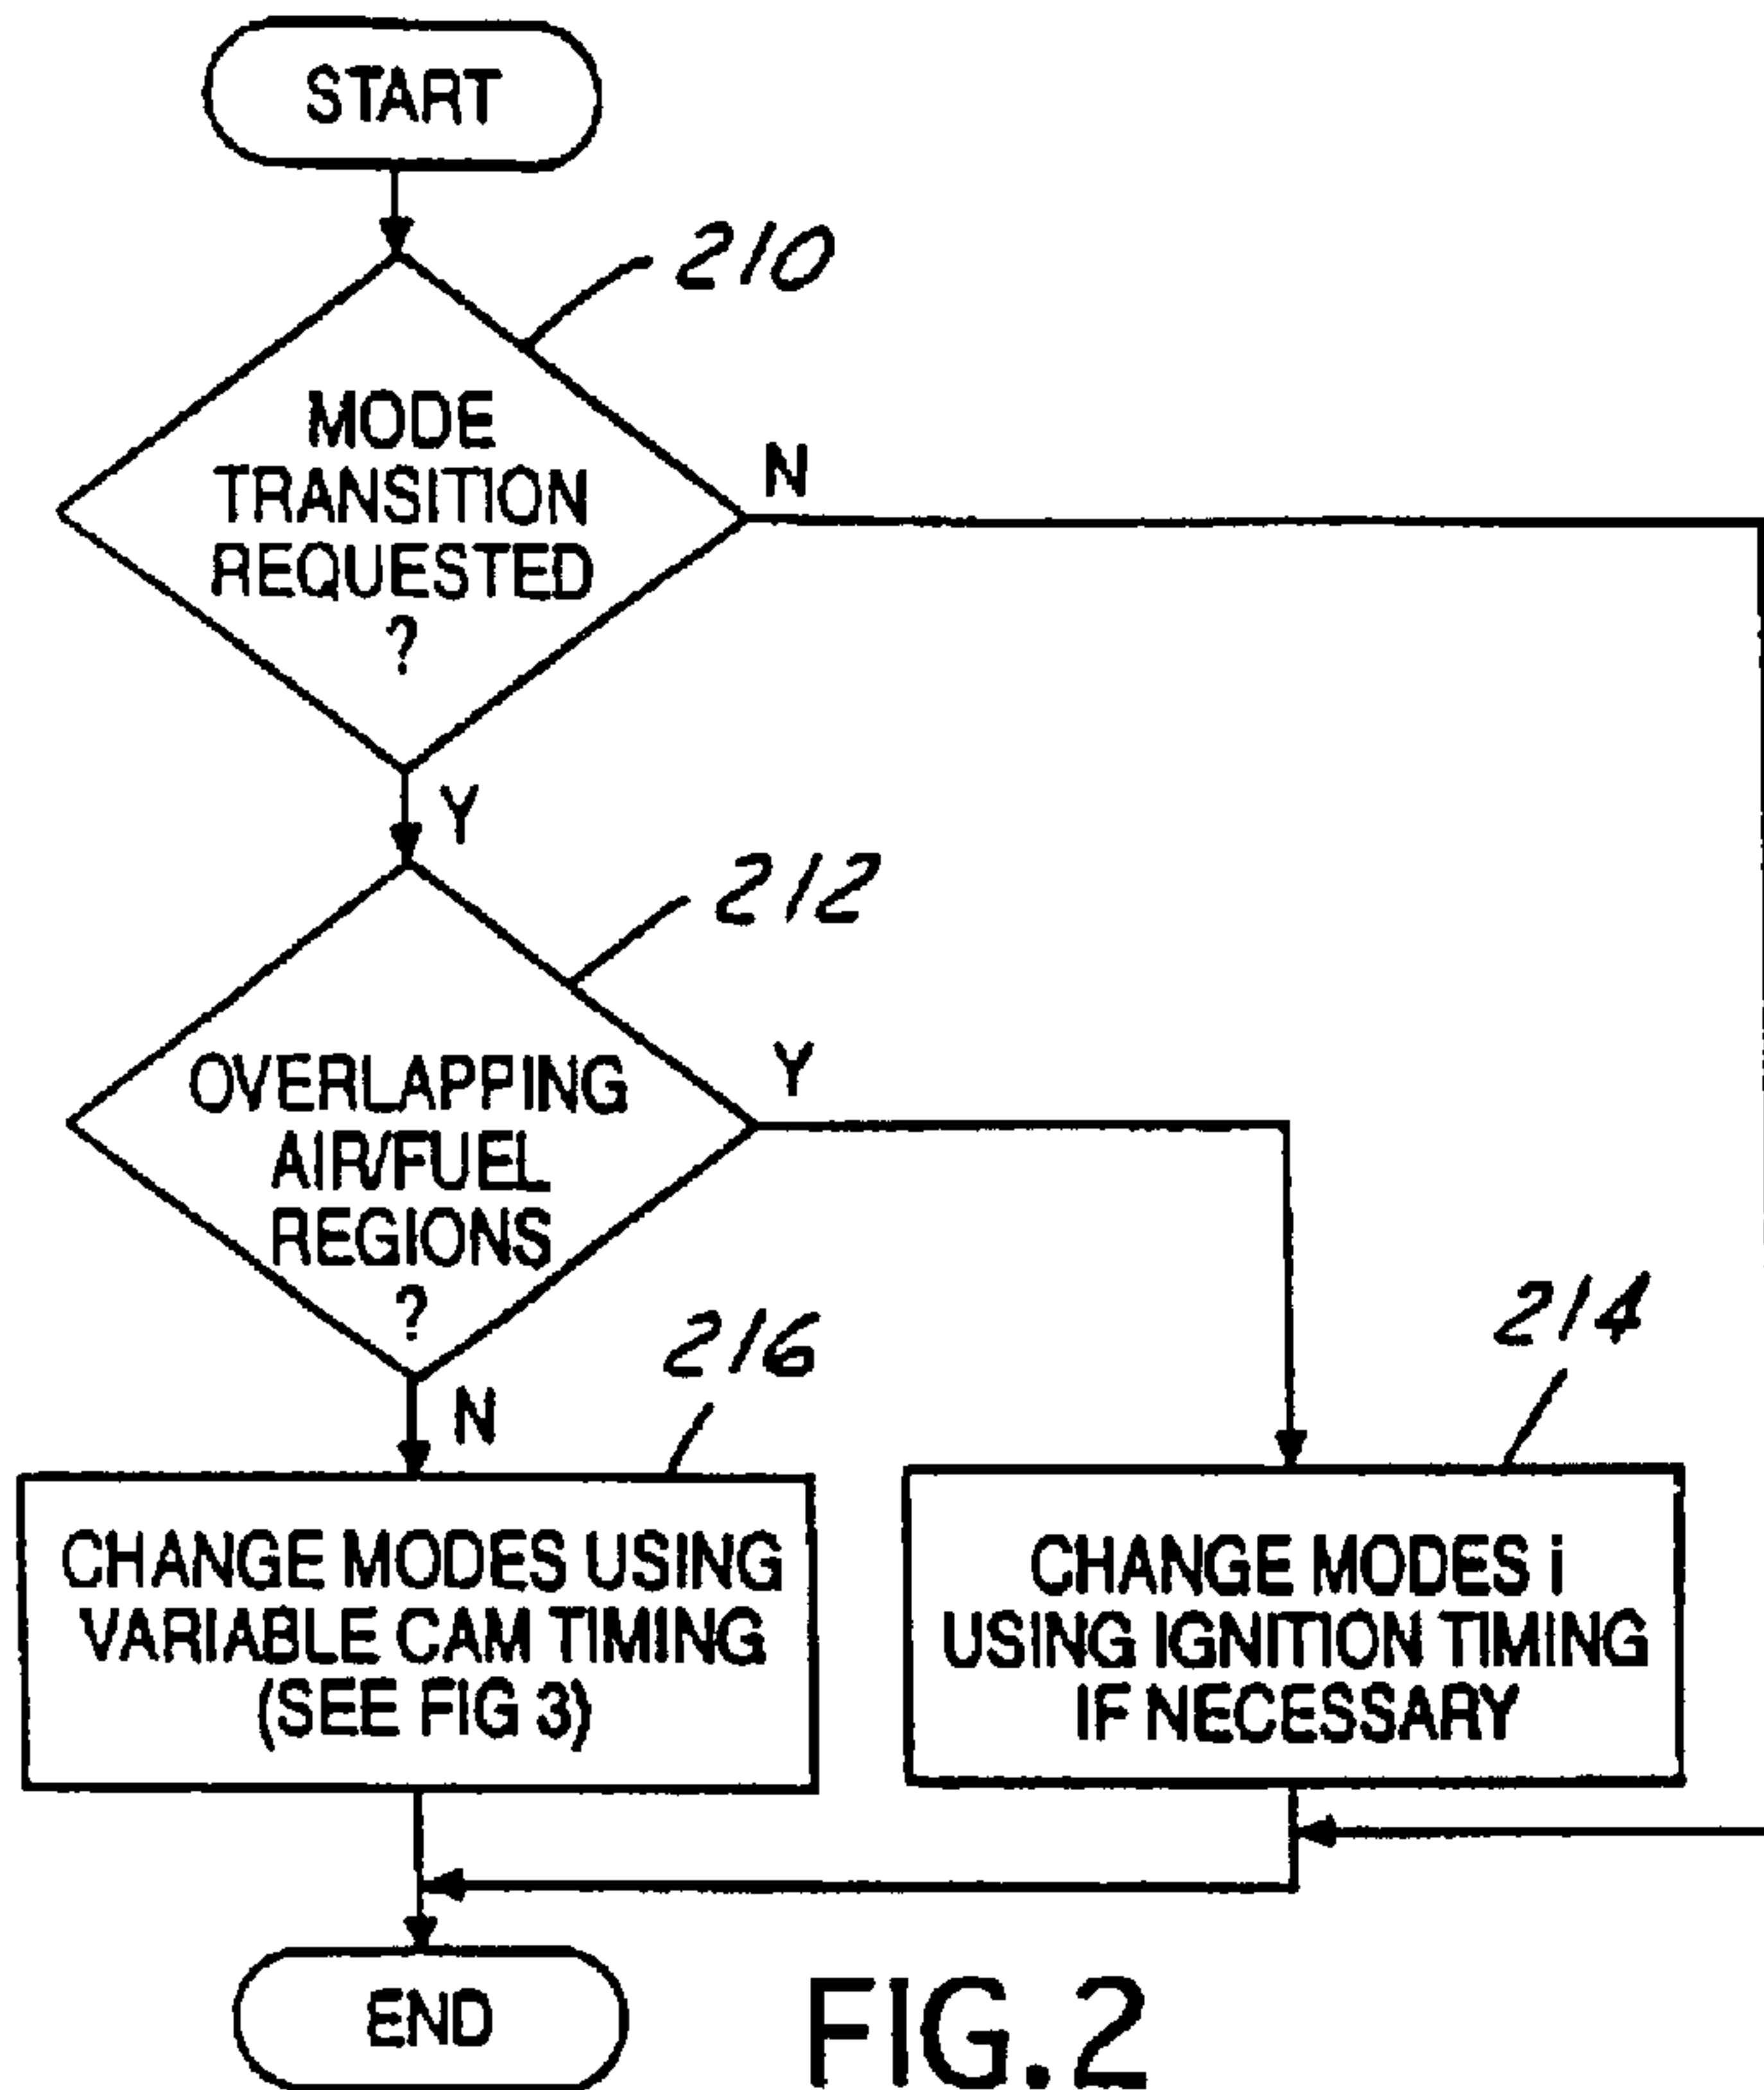 START
210
MODE
TRANSITION
REQUESTED
?
N
Y
212
OVERLAPPING
AIR/FUEL
REGIONS
?
Y
N
216
214
CHANGE MODES USING
VARIABLE CAM TIMING
(SEE FIG 3)
CHANGE MODES i
USING IGNITION TIMING
IF NECESSARY
END
FIG.2